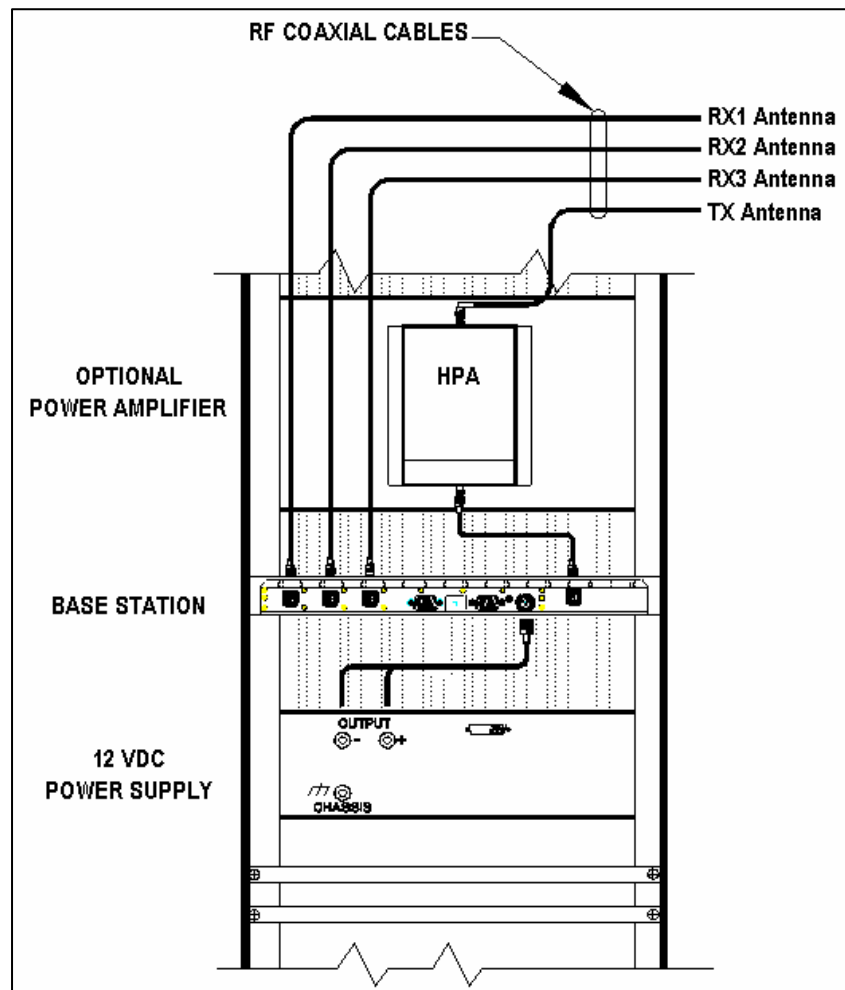 RF COAXIAL CABLES
RX1 Antenna
RX2 Antenna
RX3 Antenna
TX Antenna
OPTIONAL
POWER AMPLIFIER
HPA
BASE STATION
12 VDC
POWER SUPPLY
OUTPUT
- +
CHASSIS